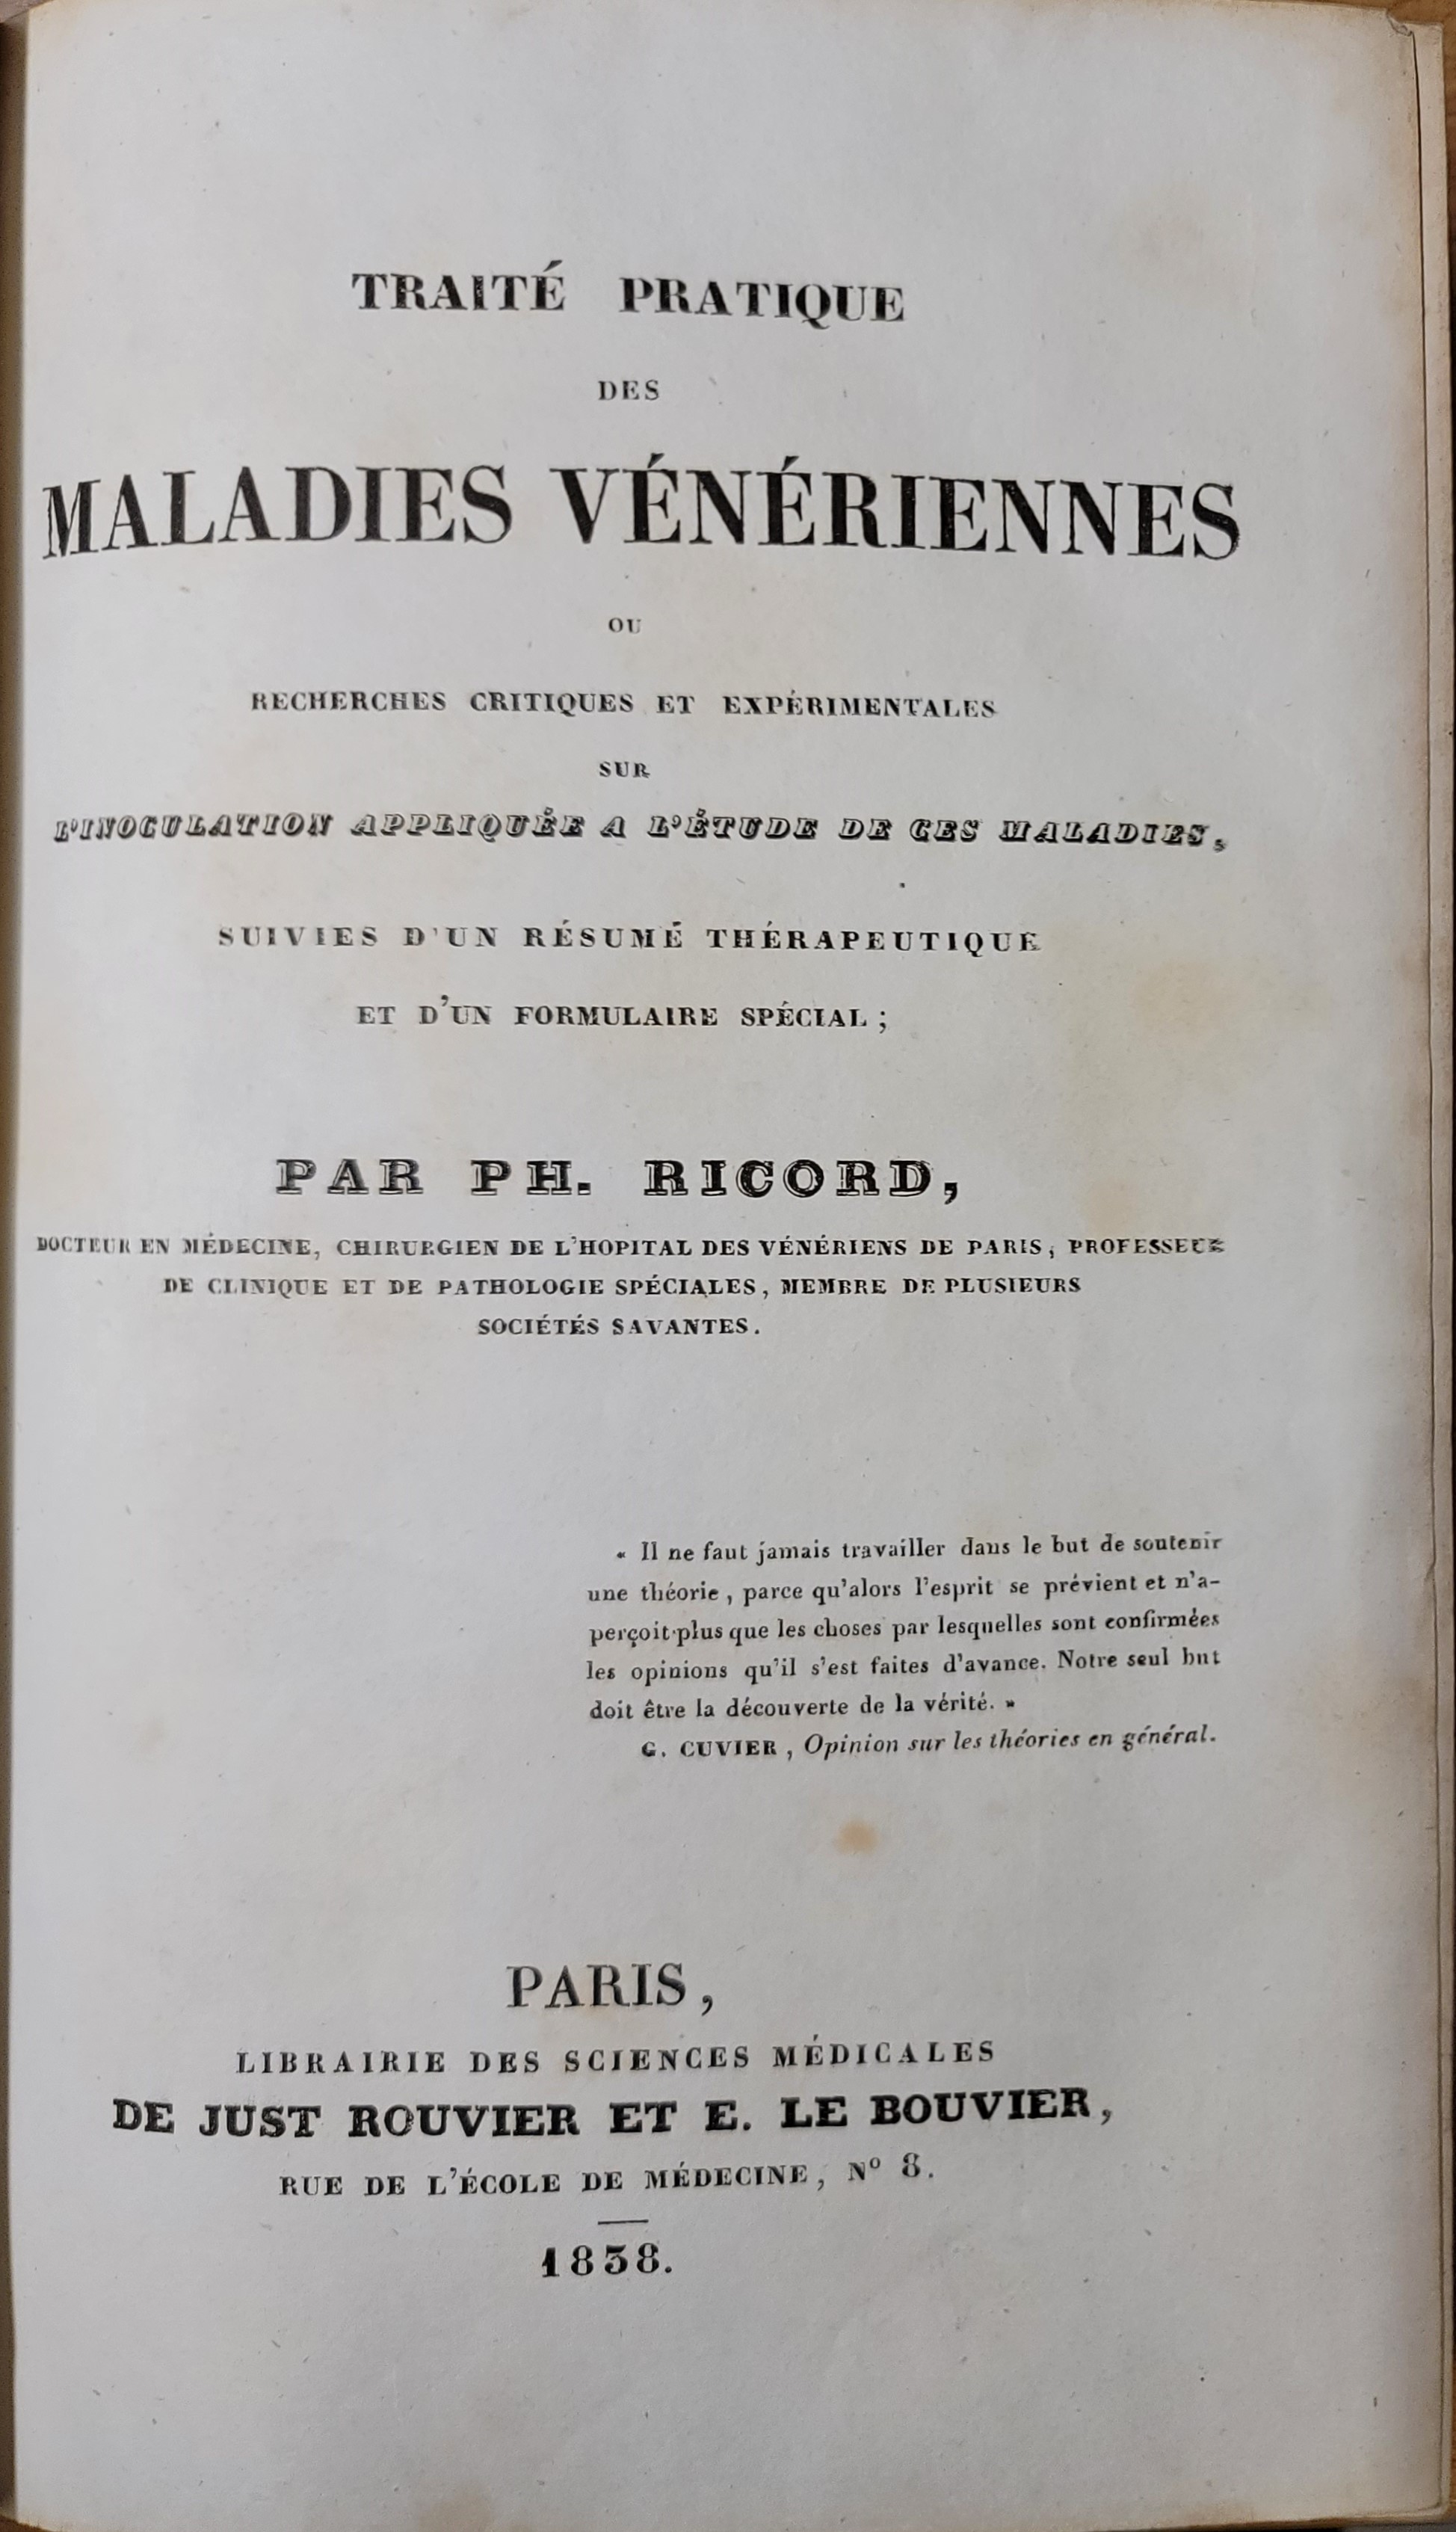 TRAITÉ PRATIQUE
DES
MALADIES VÉNÉRIENNES
OU
RECHERCHES CRITIQUES ET EXPÉRIMENTALES
SUR
L'INOCULATION APPLIQUÉE A L'ÉTUDE DE CES MALADIES,
SUIVIES D'UN RÉSUMÉ THÉRAPEUTIQUE
ET D'UN FORMULAIRE SPÉCIAL ;
PAR PH. RICORD,
DOCTEUR EN MÉDECINE, CHIRURGIEN DE L'HOPITAL DES VÉNÉRIENS DE PARIS, PROFESSEUR
DE CLINIQUE ET DE PATHOLOGIE SPÉCIALES, MEMBRE DE PLUSIEURS
SOCIÉTÉS SAVANTES.
« Il ne faut jamais travailler dans le but de soutenir
une théorie, parce qu'alors l'esprit se prévient et n'a-
perçoit plus que les choses par lesquelles sont confirmées
les opinions qu'il s'est faites d'avance. Notre seul but
doit être la découverte de la vérité. »
G. CUVIER, Opinion sur les théories en général.
PARIS,
LIBRAIRIE DES SCIENCES MÉDICALES
DE JUST ROUVIER ET E. LE BOUVIER,
RUE DE L'ÉCOLE DE MÉDECINE, Nº 8.
1838.